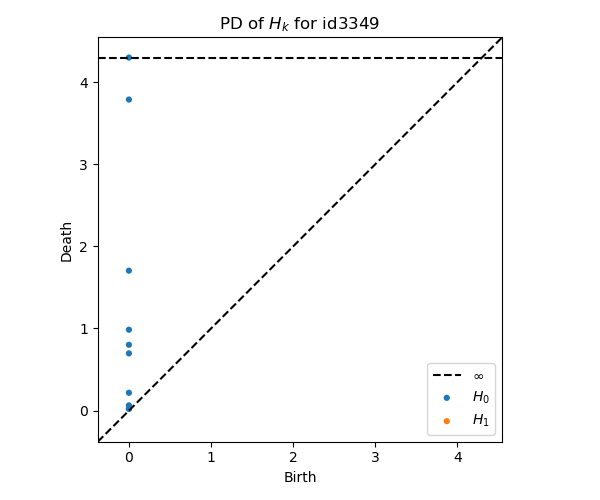 PD of H_k for id3349
Death
4
3
2
1
0
0 1 2 3 4
Birth
∞
H_0
H_1